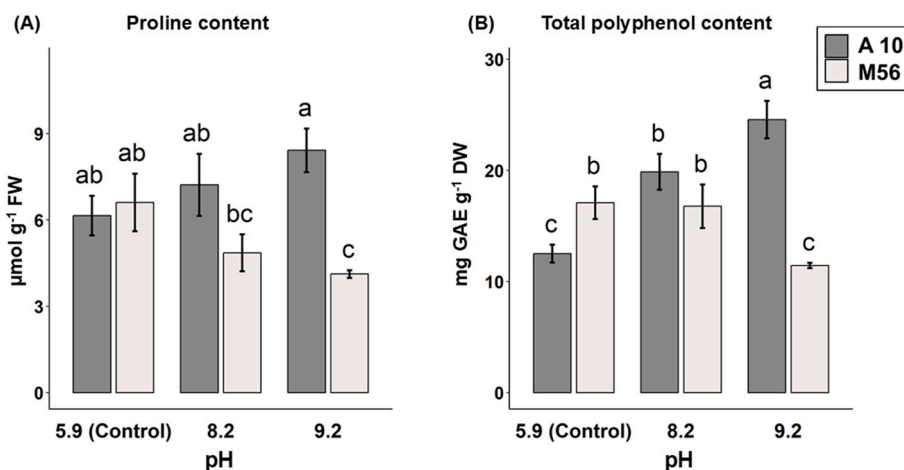 (A) Proline content
µmol g⁻¹ FW
9
6
3
0
ab
ab
ab
bc
a
c
5.9 (Control) 8.2 9.2
pH
(B) Total polyphenol content
mg GAE g⁻¹ DW
30
20
10
0
c
b
b
b
a
c
5.9 (Control) 8.2 9.2
pH
A 10
M56